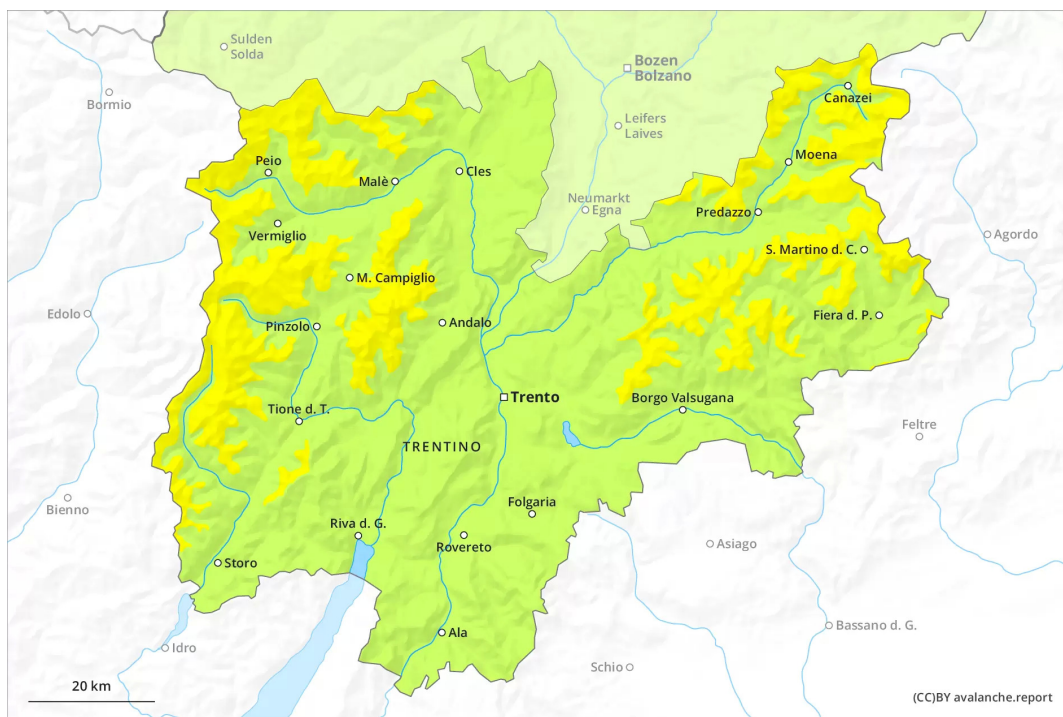 Sulden
Solda
Bozen
Bolzano
Bormio
Canazei
Leifers
Laives
Peio
Malè
Cles
Moena
Neumarkt
Egna
Predazzo
Vermiglio
Agordo
S. Martino d. C.
M. Campiglio
Edolo
Pinzolo
Andalo
Fiera d. P.
Trento
Borgo Valsugana
Tione d. T.
Feltre
TRENTINO
Bienno
Folgaria
Riva d. G.
Rovereto
Asiago
Storo
Ala
Bassano d. G.
Idro
Schio
20 km
(CC)BY avalanche.report